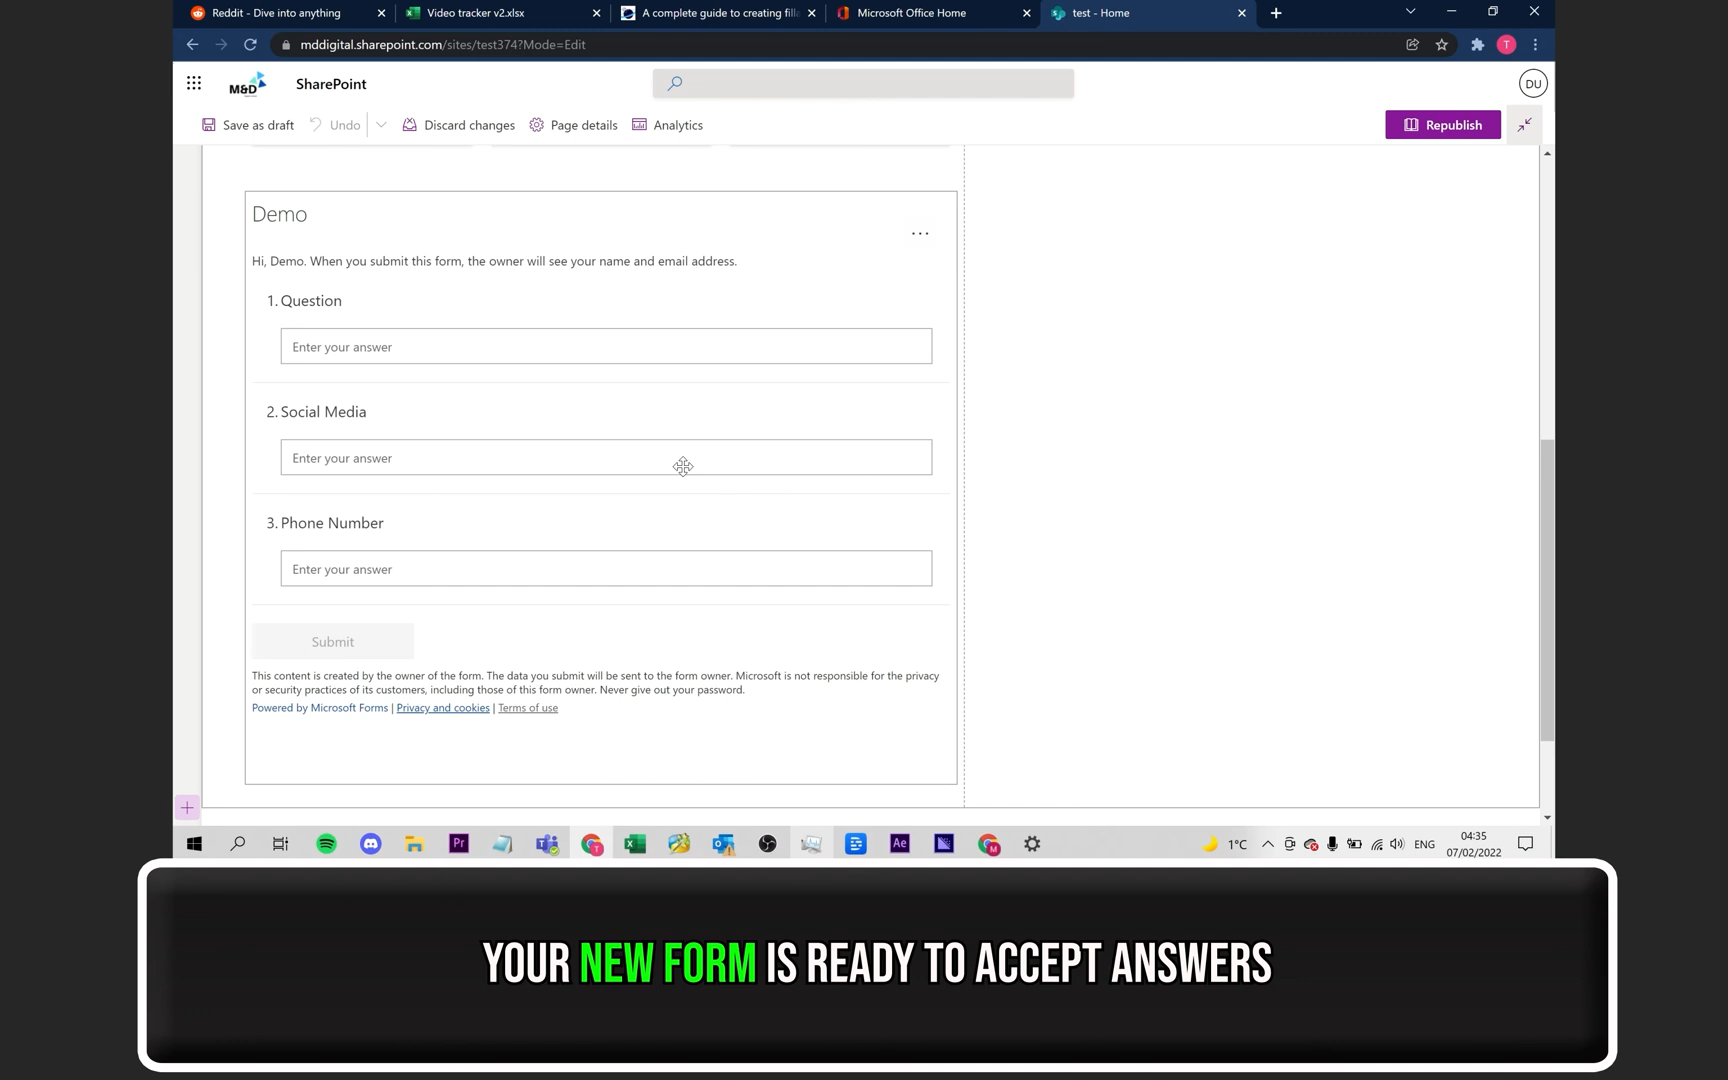 Reddit - Dive into anything
Video tracker v2.xlsx
A complete guide to creating filla
Microsoft Office Home
test - Home
mddigital.sharepoint.com/sites/test374?Mode=Edit
T
M&D
SharePoint
DU
Save as draft
Undo
Discard changes
Page details
Analytics
Republish
Demo
...
Hi, Demo. When you submit this form, the owner will see your name and email address.
1. Question
Enter your answer
2. Social Media
Enter your answer
3. Phone Number
Enter your answer
Submit
This content is created by the owner of the form. The data you submit will be sent to the form owner. Microsoft is not responsible for the privacy
or security practices of its customers, including those of this form owner. Never give out your password.
Powered by Microsoft Forms | Privacy and cookies | Terms of use
Pr
Ae
1°C
ENG
04:35
07/02/2022
YOUR NEW FORM IS READY TO ACCEPT ANSWERS